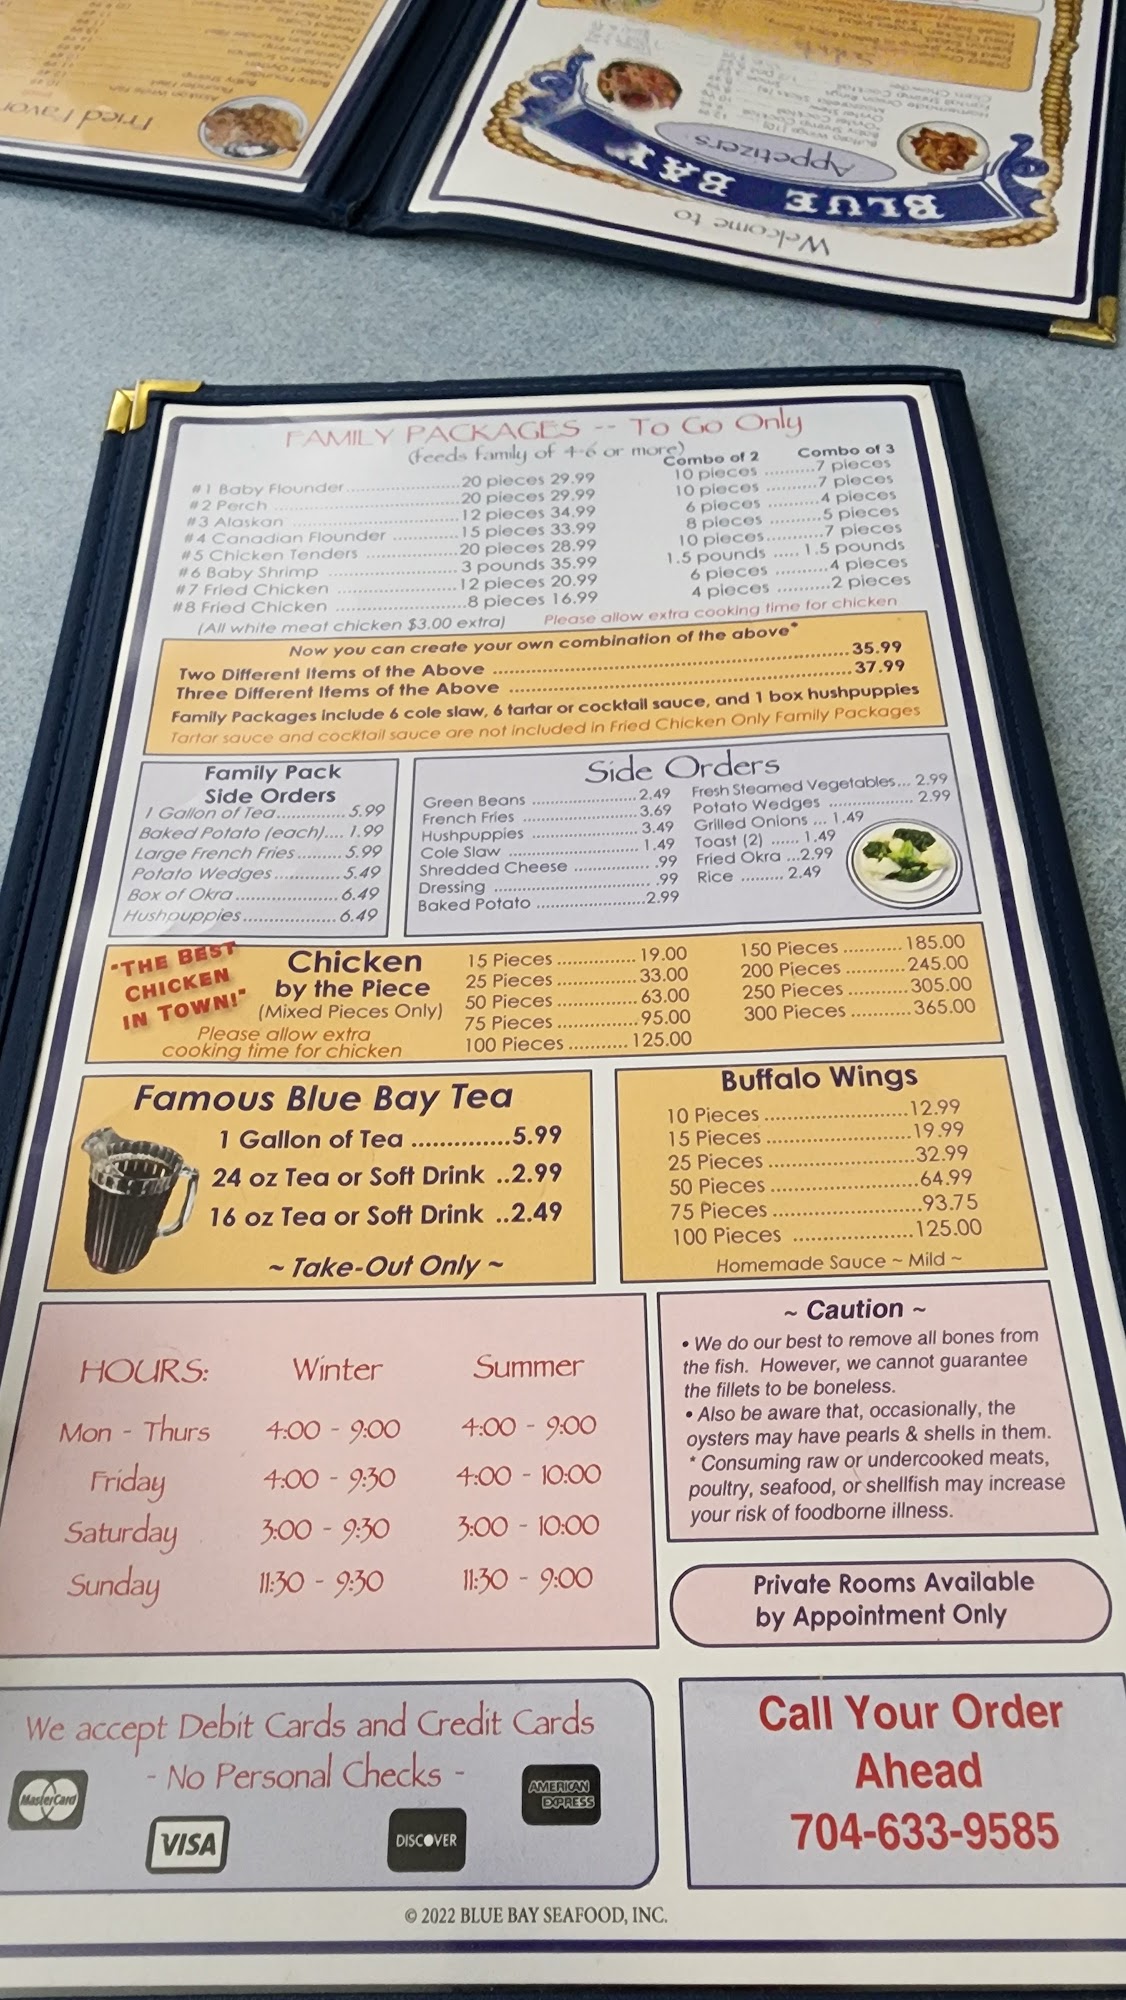 Fried Favor
Welcome to
BLUE BAY
Appetizers
FAMILY PACKAGES -- To Go Only
(feeds family of 4-6 or more)
Combo of 2 Combo of 3
#1 Baby Flounder.....................20 pieces 29.99 10 pieces ..........7 pieces
#2 Perch ...................................20 pieces 29.99 10 pieces ..........7 pieces
#3 Alaskan ................................12 pieces 34.99 6 pieces ..........4 pieces
#4 Canadian Flounder ............15 pieces 33.99 8 pieces ..........5 pieces
#5 Chicken Tenders .................20 pieces 28.99 10 pieces...........7 pieces
#6 Baby Shrimp ........................3 pounds 35.99 1.5 pounds ..... 1.5 pounds
#7 Fried Chicken ......................12 pieces 20.99 6 pieces ..........4 pieces
#8 Fried Chicken ........................8 pieces 16.99 4 pieces ..........2 pieces
(All white meat chicken $3.00 extra) Please allow extra cooking time for chicken
Now you can create your own combination of the above*
Two Different Items of the Above ........................................................35.99
Three Different Items of the Above ......................................................37.99
Family Packages include 6 cole slaw, 6 tartar or cocktail sauce, and 1 box hushpuppies
Tartar sauce and cocktail sauce are not included in Fried Chicken Only Family Packages
Family Pack
Side Orders
1 Gallon of Tea..............5.99
Baked Potato (each).... 1.99
Large French Fries..........5.99
Potato Wedges..............5.49
Box of Okra.....................6.49
Hushpuppies...................6.49
Side Orders
Green Beans ......................2.49
French Fries .........................3.69
Hushpuppies ......................3.49
Cole Slaw ........................... 1.49
Shredded Cheese .................99
Dressing ..................................99
Baked Potato ......................2.99
Fresh Steamed Vegetables... 2.99
Potato Wedges ................. 2.99
Grilled Onions ... 1.49
Toast (2) ...... 1.49
Fried Okra ...2.99
Rice ......... 2.49
"THE BEST
CHICKEN
IN TOWN!"
Chicken
by the Piece
(Mixed Pieces Only)
Please allow extra
cooking time for chicken
15 Pieces ................19.00
25 Pieces ................33.00
50 Pieces ................63.00
75 Pieces ................95.00
100 Pieces ........... 125.00
150 Pieces ...........185.00
200 Pieces ...........245.00
250 Pieces ...........305.00
300 Pieces ...........365.00
Famous Blue Bay Tea
1 Gallon of Tea ..............5.99
24 oz Tea or Soft Drink ..2.99
16 oz Tea or Soft Drink ..2.49
~ Take-Out Only ~
Buffalo Wings
10 Pieces .......................12.99
15 Pieces .......................19.99
25 Pieces .......................32.99
50 Pieces .......................64.99
75 Pieces .......................93.75
100 Pieces ...................125.00
Homemade Sauce ~ Mild ~
HOURS: Winter Summer
Mon - Thurs 4:00 - 9:00 4:00 - 9:00
Friday 4:00 - 9:30 4:00 - 10:00
Saturday 3:00 - 9:30 3:00 - 10:00
Sunday 11:30 - 9:30 11:30 - 9:00
~ Caution ~
• We do our best to remove all bones from
the fish. However, we cannot guarantee
the fillets to be boneless.
• Also be aware that, occasionally, the
oysters may have pearls & shells in them.
* Consuming raw or undercooked meats,
poultry, seafood, or shellfish may increase
your risk of foodborne illness.
Private Rooms Available
by Appointment Only
We accept Debit Cards and Credit Cards
- No Personal Checks -
MasterCard
VISA
DISCOVER
AMERICAN
EXPRESS
Call Your Order
Ahead
704-633-9585
© 2022 BLUE BAY SEAFOOD, INC.